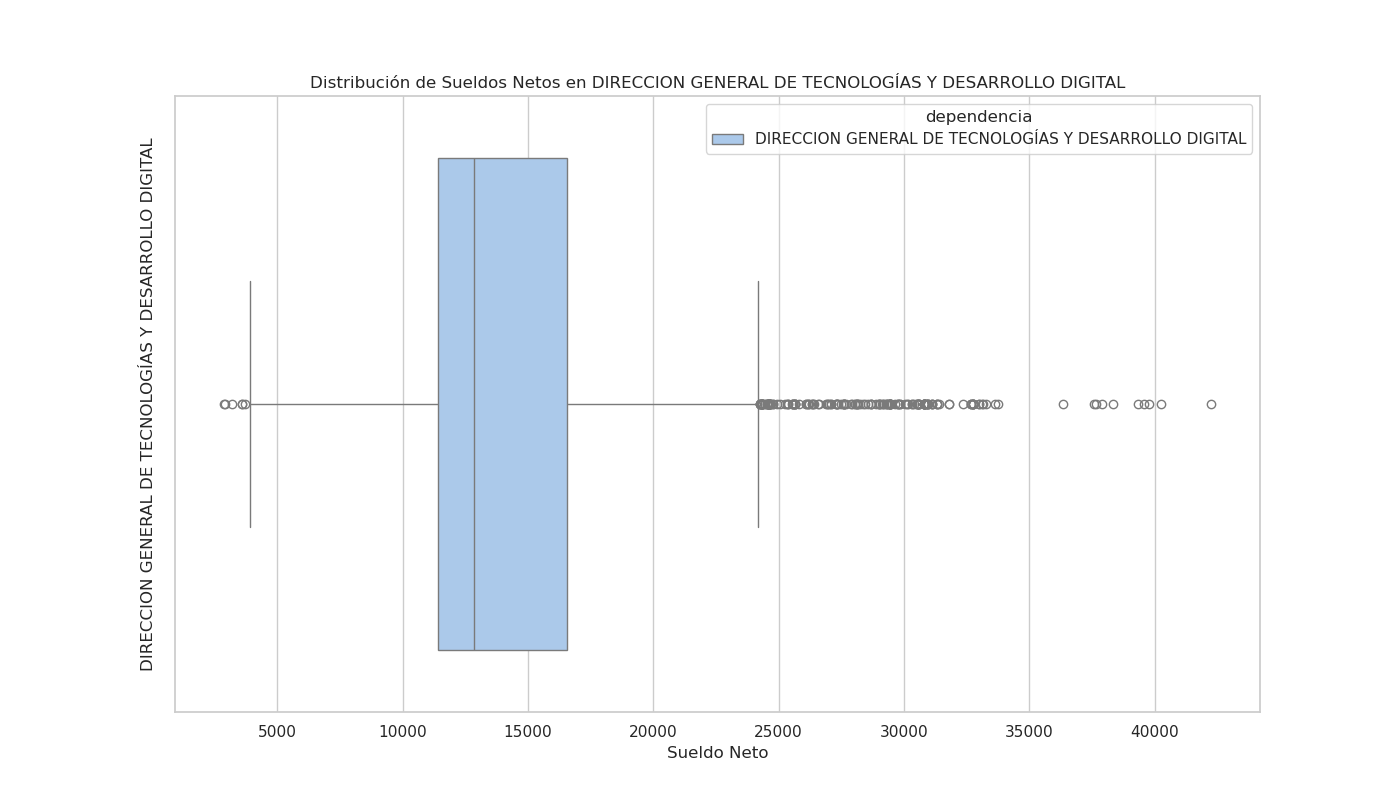 Distribución de Sueldos Netos en DIRECCION GENERAL DE TECNOLOGÍAS Y DESARROLLO DIGITAL
dependencia
DIRECCION GENERAL DE TECNOLOGÍAS Y DESARROLLO DIGITAL
DIRECCION GENERAL DE TECNOLOGÍAS Y DESARROLLO DIGITAL
5000 10000 15000 20000 25000 30000 35000 40000
Sueldo Neto